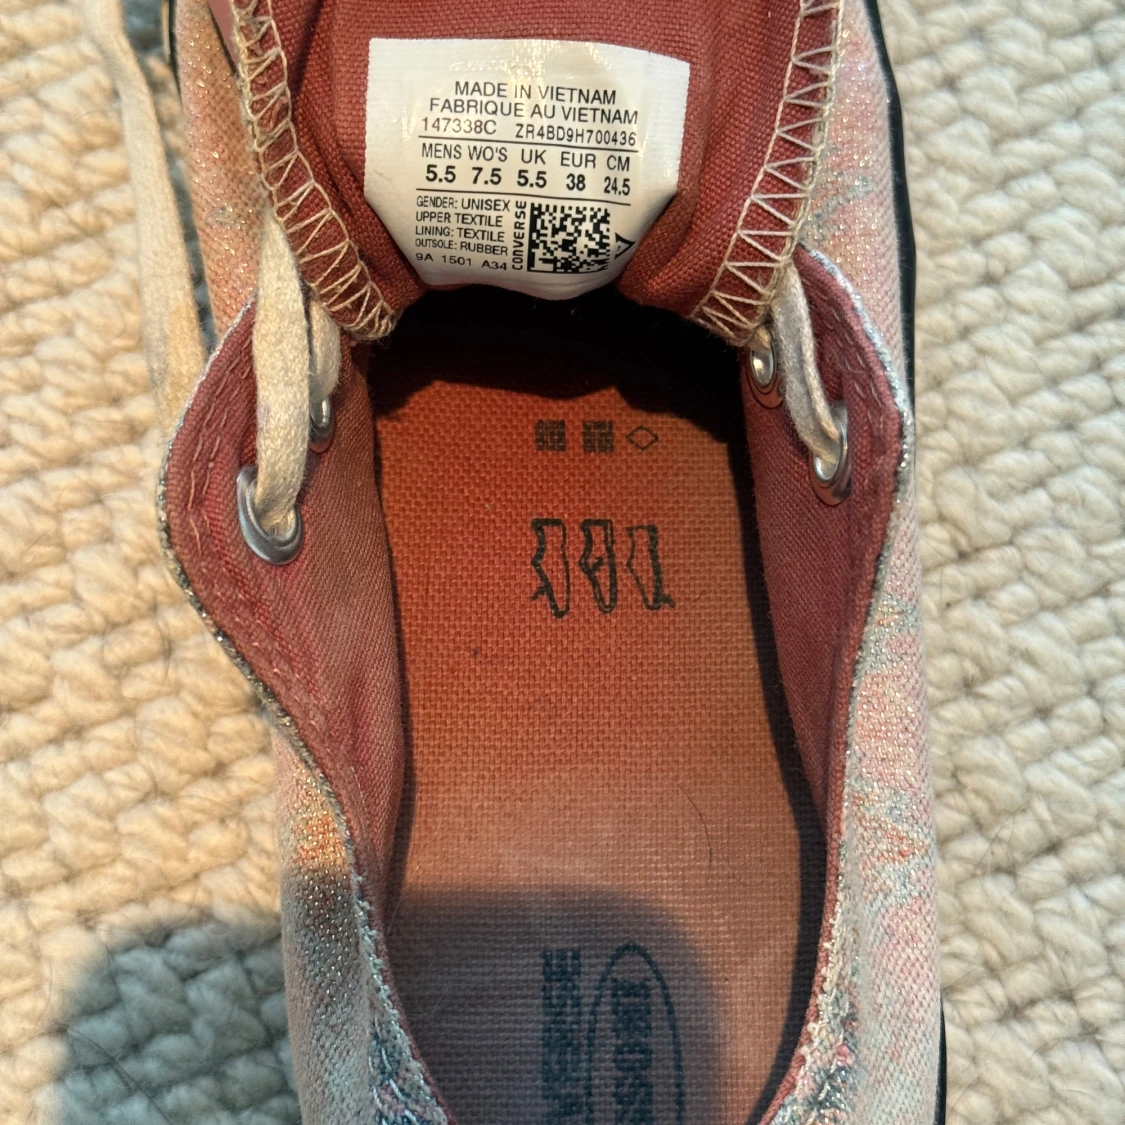 MADE IN VIETNAM
FABRIQUE AU VIETNAM
147338C ZR4BD9H700436
MENS WO'S UK EUR CM
5.5 7.5 5.5 38 24.5
GENDER: UNISEX
UPPER TEXTILE
LINING: TEXTILE
OUTSOLE: RUBBER
9A 1501 A34
CONVERSE